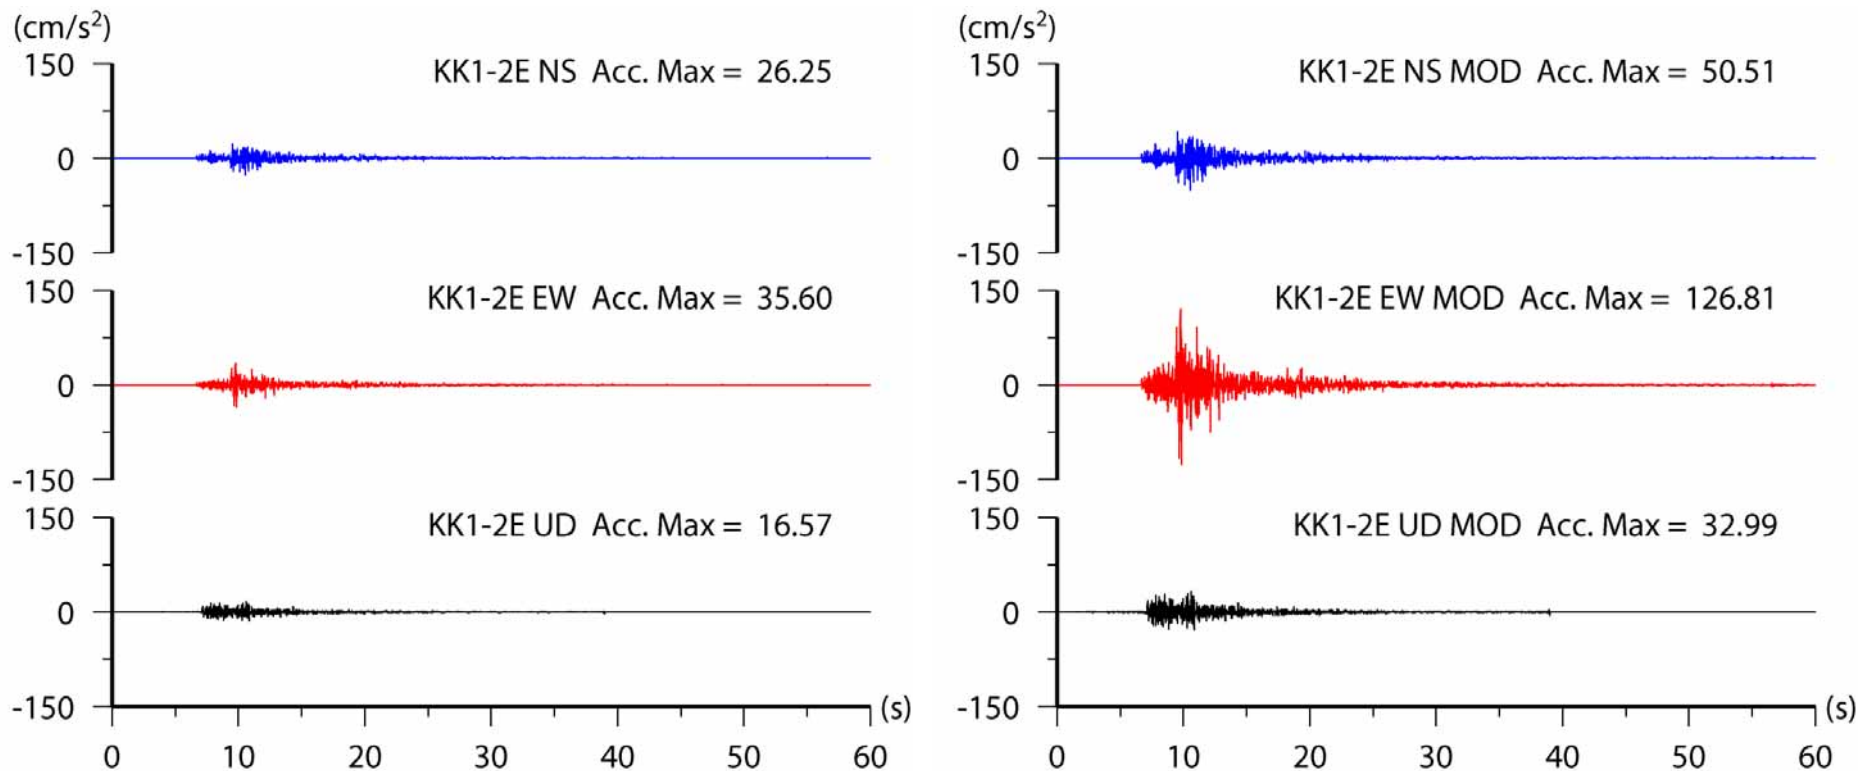 (cm/s²)
150
KK1-2E NS Acc. Max = 26.25
0
-150
150
KK1-2E EW Acc. Max = 35.60
0
-150
150
KK1-2E UD Acc. Max = 16.57
0
-150
(s)
0 10 20 30 40 50 60
(cm/s²)
150
KK1-2E NS MOD Acc. Max = 50.51
0
-150
150
KK1-2E EW MOD Acc. Max = 126.81
0
-150
150
KK1-2E UD MOD Acc. Max = 32.99
0
-150
(s)
0 10 20 30 40 50 60